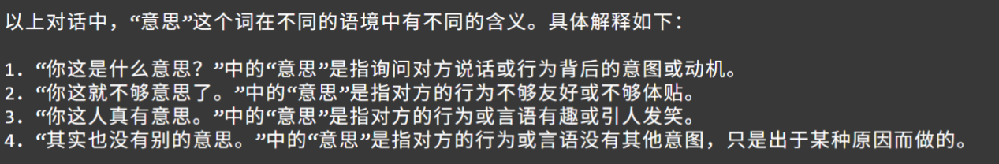 以上对话中，“意思”这个词在不同的语境中有不同的含义。具体解释如下：
1. “你这是什么意思？”中的“意思”是指询问对方说话或行为背后的意图或动机。
2. “你这就不够意思了。”中的“意思”是指对方的行为不够友好或不够体贴。
3. “你这人真有意思。”中的“意思”是指对方的行为或言语有趣或引人发笑。
4. “其实也没有别的意思。”中的“意思”是指对方的行为或言语没有其他意图，只是出于某种原因而做的。